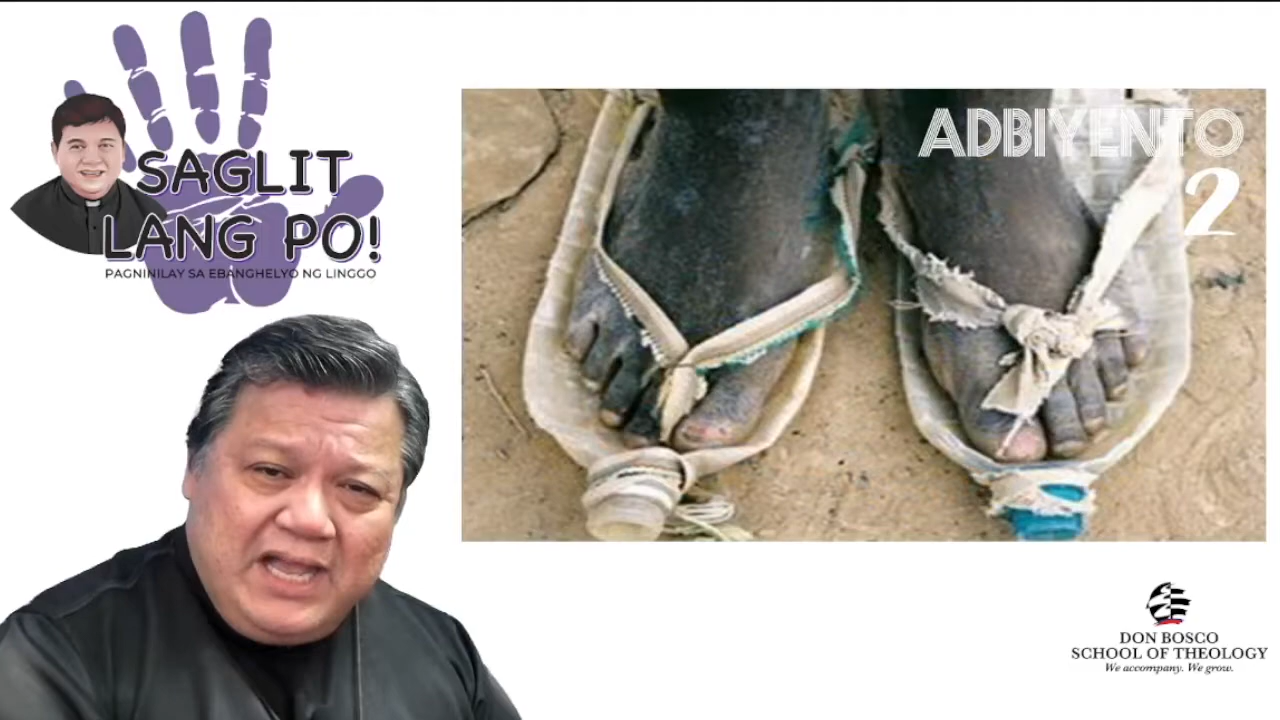 SAGLIT
LANG PO!
PAGNINILAY SA EBANGHELYO NG LINGGO
ADBIYENTO
2
DON BOSCO
SCHOOL OF THEOLOGY
We accompany. We grow.